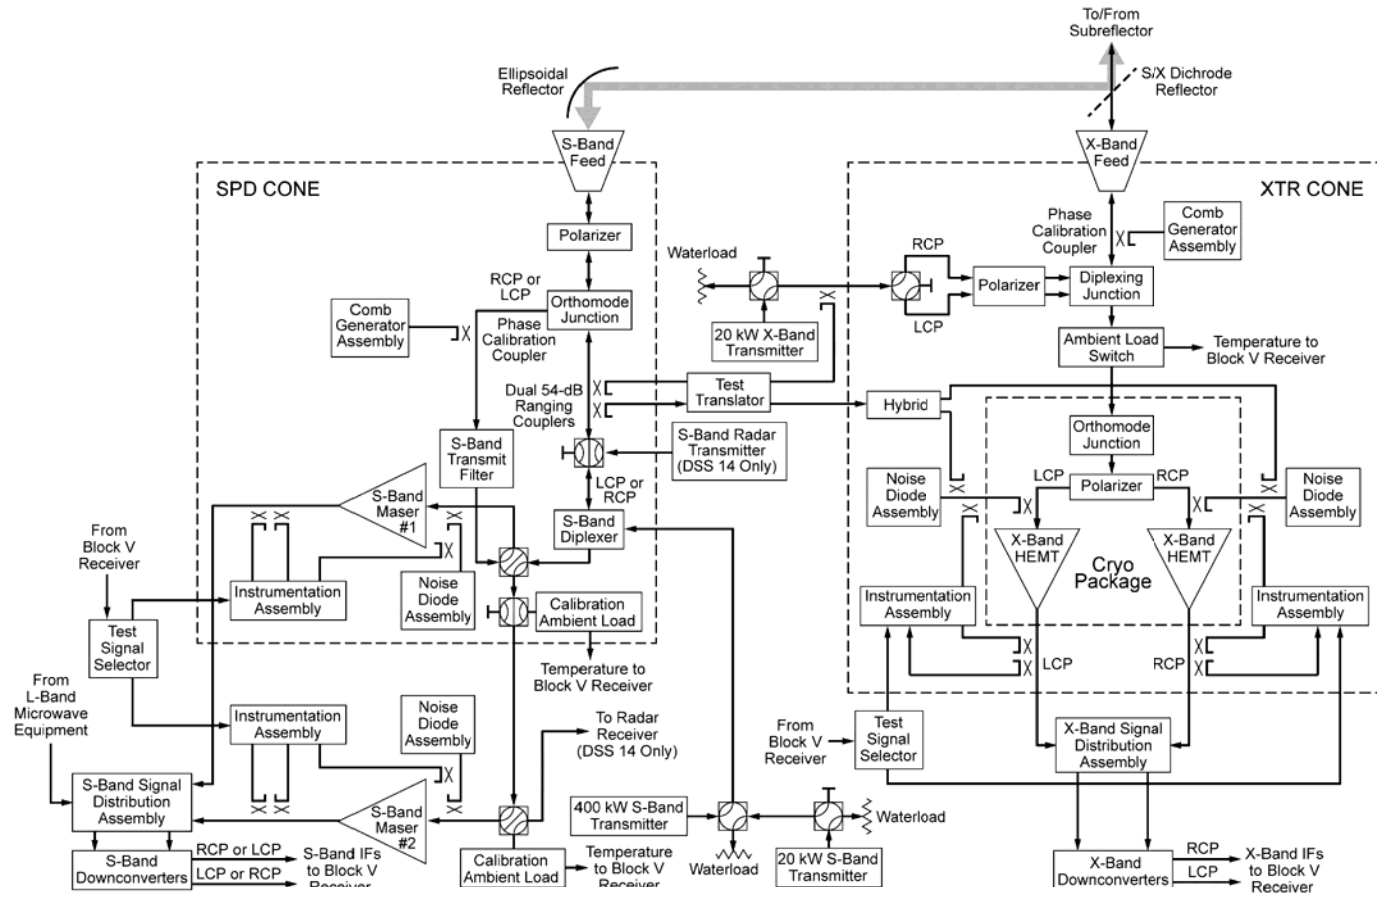 To/From
Subreflector
Ellipsoidal
Reflector
S/X Dichrode
Reflector
S-Band
Feed
X-Band
Feed
SPD CONE
XTR CONE
Polarizer
RCP or
LCP
Orthomode
Junction
Comb
Generator
Assembly
Phase
Calibration
Coupler
Waterload
20 kW X-Band
Transmitter
RCP
LCP
Polarizer
Phase
Calibration
Coupler
Comb
Generator
Assembly
Diplexing
Junction
Ambient Load
Switch
Temperature to
Block V Receiver
Dual 54-dB
Ranging
Couplers
Test
Translator
Hybrid
S-Band
Transmit
Filter
S-Band Radar
Transmitter
(DSS 14 Only)
LCP or
RCP
S-Band
Diplexer
Orthomode
Junction
LCP
RCP
Polarizer
Noise
Diode
Assembly
Noise
Diode
Assembly
X-Band
HEMT
X-Band
HEMT
Cryo
Package
S-Band
Maser
#1
From
Block V
Receiver
Instrumentation
Assembly
Noise
Diode
Assembly
Calibration
Ambient Load
Instrumentation
Assembly
Instrumentation
Assembly
Test
Signal
Selector
Temperature to
Block V Receiver
LCP
RCP
From
L-Band
Microwave
Equipment
Instrumentation
Assembly
Noise
Diode
Assembly
To Radar
Receiver
(DSS 14 Only)
From
Block V
Receiver
Test
Signal
Selector
X-Band Signal
Distribution
Assembly
S-Band Signal
Distribution
Assembly
S-Band
Maser
#2
400 kW S-Band
Transmitter
Waterload
S-Band
Downconverters
RCP or LCP
LCP or RCP
S-Band IFs
to Block V
Receiver
Calibration
Ambient Load
Temperature to
Block V
Receiver
Waterload
20 kW S-Band
Transmitter
X-Band
Downconverters
RCP
LCP
X-Band IFs
to Block V
Receiver